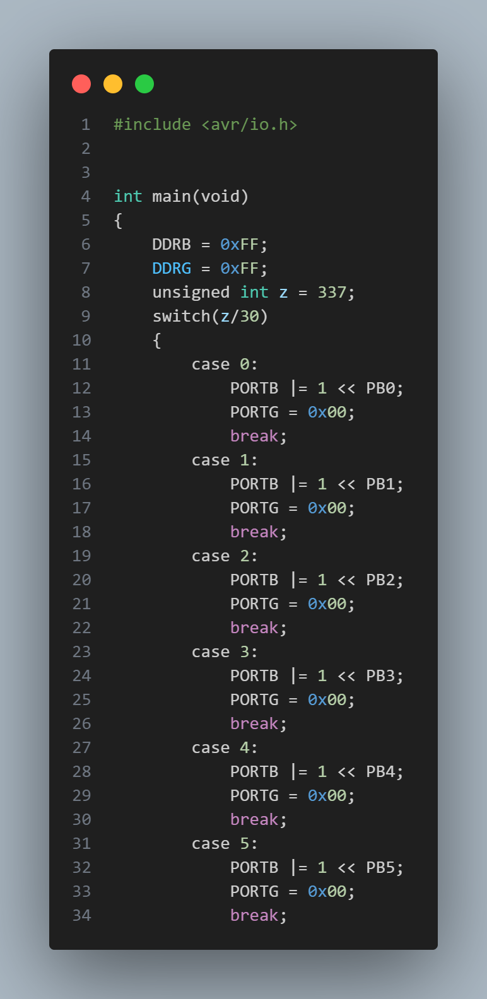 1 #include <avr/io.h>
2
3
4 int main(void)
5 {
6     DDRB = 0xFF;
7     DDRG = 0xFF;
8     unsigned int z = 337;
9     switch(z/30)
10     {
11         case 0:
12             PORTB |= 1 << PB0;
13             PORTG = 0x00;
14             break;
15         case 1:
16             PORTB |= 1 << PB1;
17             PORTG = 0x00;
18             break;
19         case 2:
20             PORTB |= 1 << PB2;
21             PORTG = 0x00;
22             break;
23         case 3:
24             PORTB |= 1 << PB3;
25             PORTG = 0x00;
26             break;
27         case 4:
28             PORTB |= 1 << PB4;
29             PORTG = 0x00;
30             break;
31         case 5:
32             PORTB |= 1 << PB5;
33             PORTG = 0x00;
34             break;